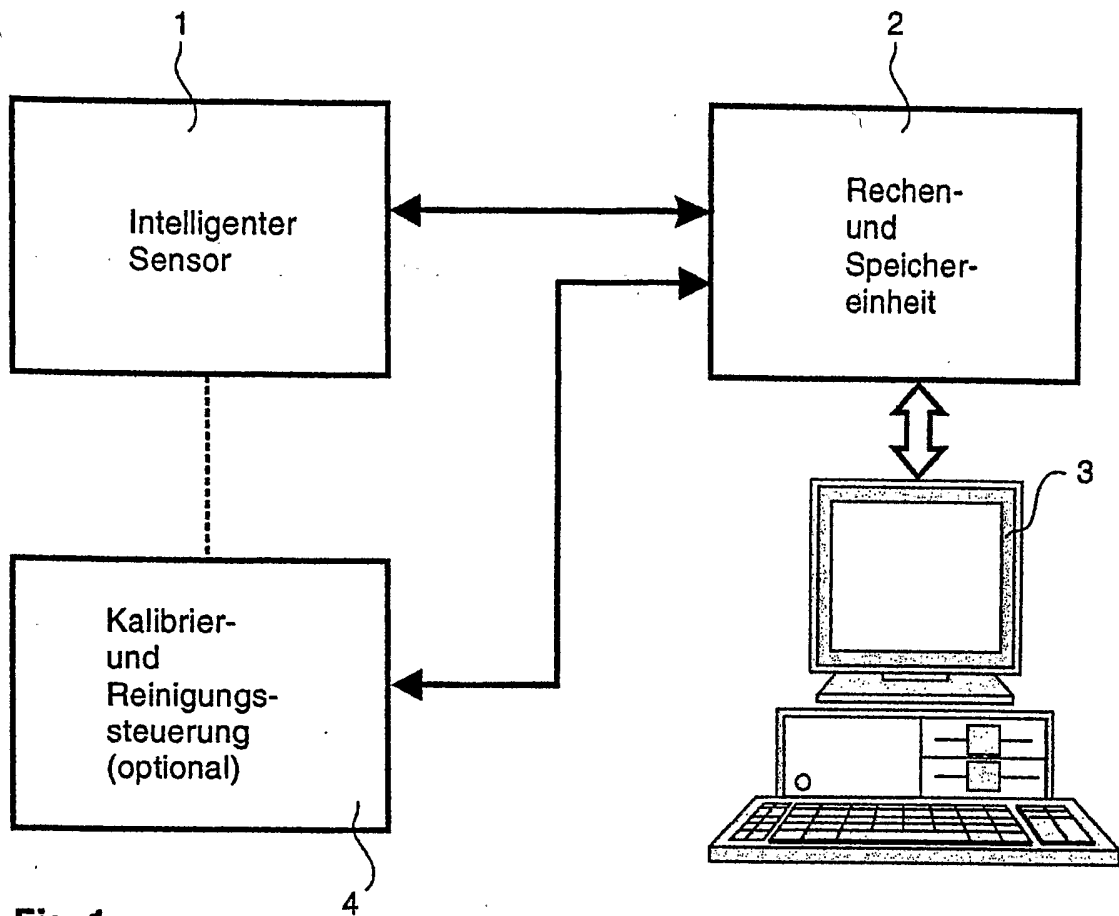 1
2
Intelligenter
Sensor
Rechen-
und
Speicher-
einheit
3
Kalibrier-
und
Reinigungs-
steuerung
(optional)
4
Fig. 1